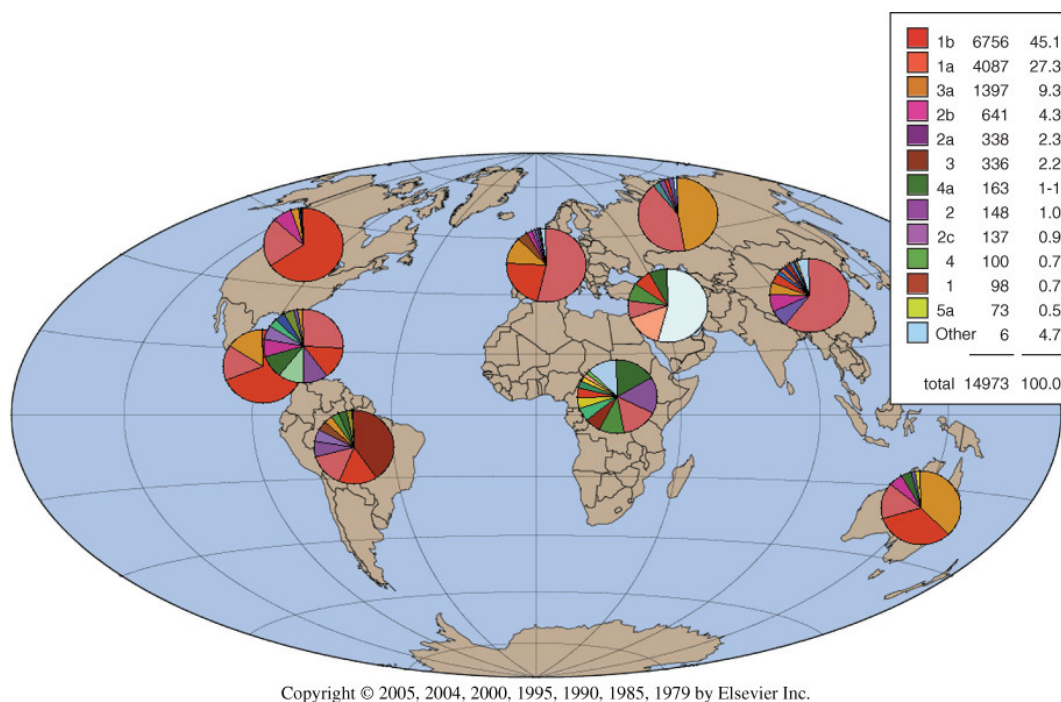 1b 6756 45.1
1a 4087 27.3
3a 1397 9.3
2b 641 4.3
2a 338 2.3
3 336 2.2
4a 163 1-1
2 148 1.0
2c 137 0.9
4 100 0.7
1 98 0.7
5a 73 0.5
Other 6 4.7
total 14973 100.0
Copyright © 2005, 2004, 2000, 1995, 1990, 1985, 1979 by Elsevier Inc.